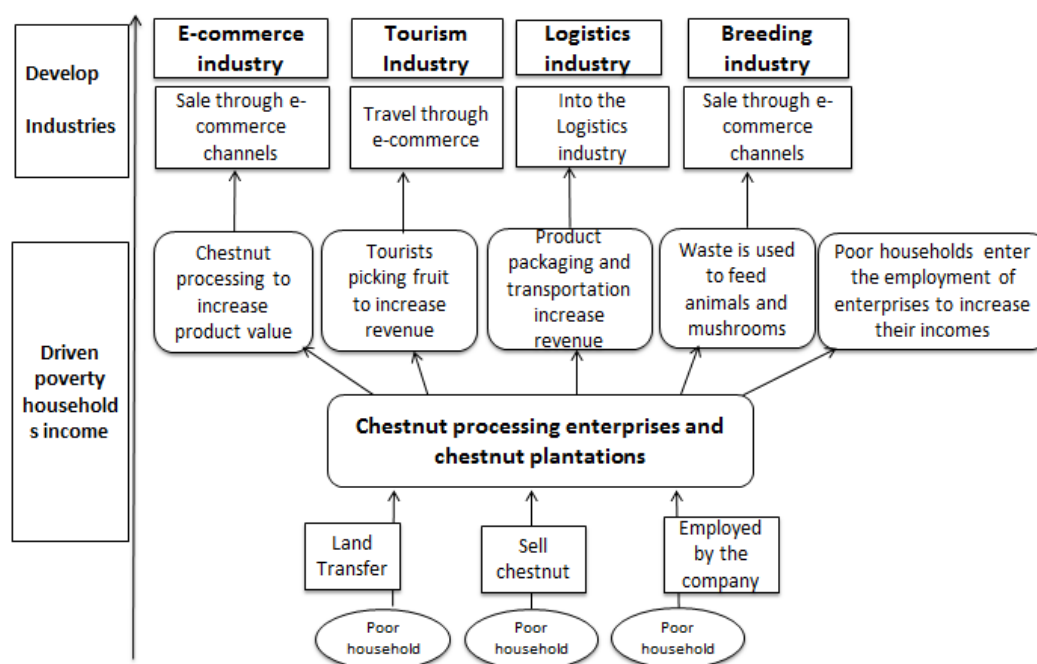 Develop
Industries
E-commerce
industry
Tourism
Industry
Logistics
industry
Breeding
industry
Sale through e-
commerce
channels
Travel through
e-commerce
Into the
Logistics
industry
Sale through e-
commerce
channels
Driven
poverty
household
s income
Chestnut
processing to
increase
product value
Tourists
picking fruit
to increase
revenue
Product
packaging and
transportation
increase
revenue
Waste is used
to feed
animals and
mushrooms
Poor households enter
the employment of
enterprises to increase
their incomes
Chestnut processing enterprises and
chestnut plantations
Land
Transfer
Sell
chestnut
Employed
by the
company
Poor
household
Poor
household
Poor
household